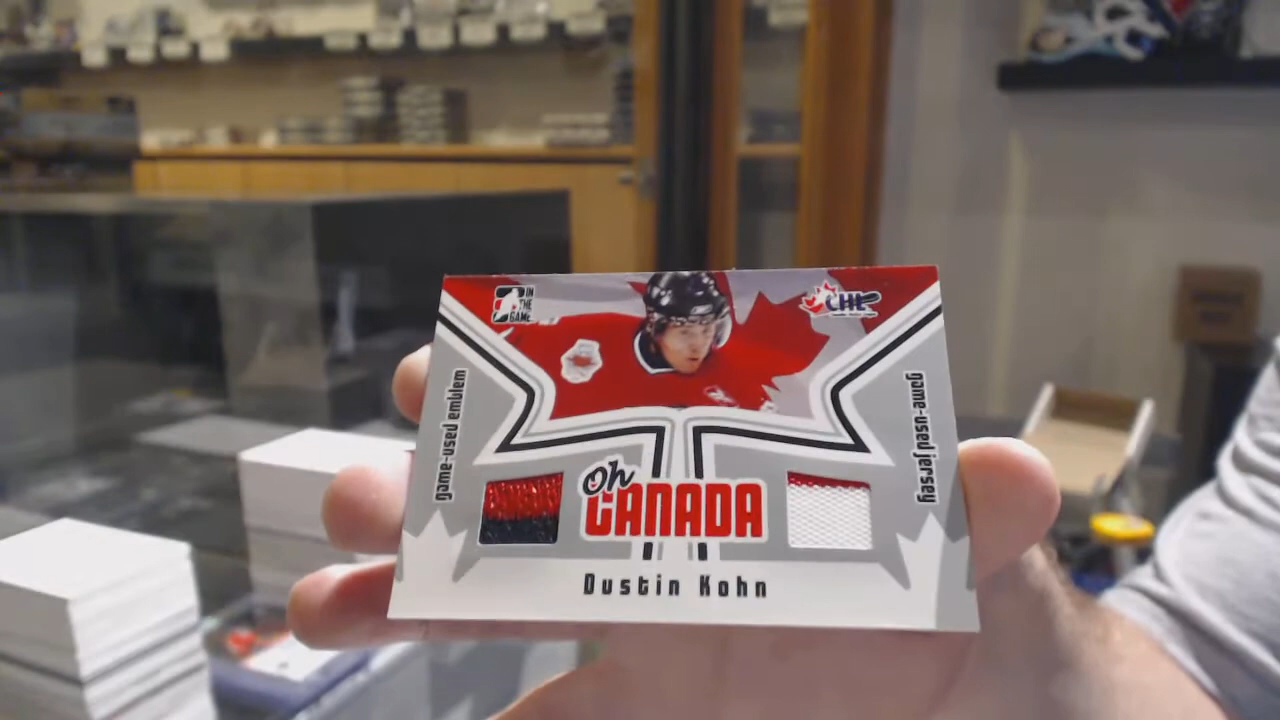 IN
THE
GAME
CHL
game-used emblem
game-used jersey
Oh
CANADA
Dustin Kohn